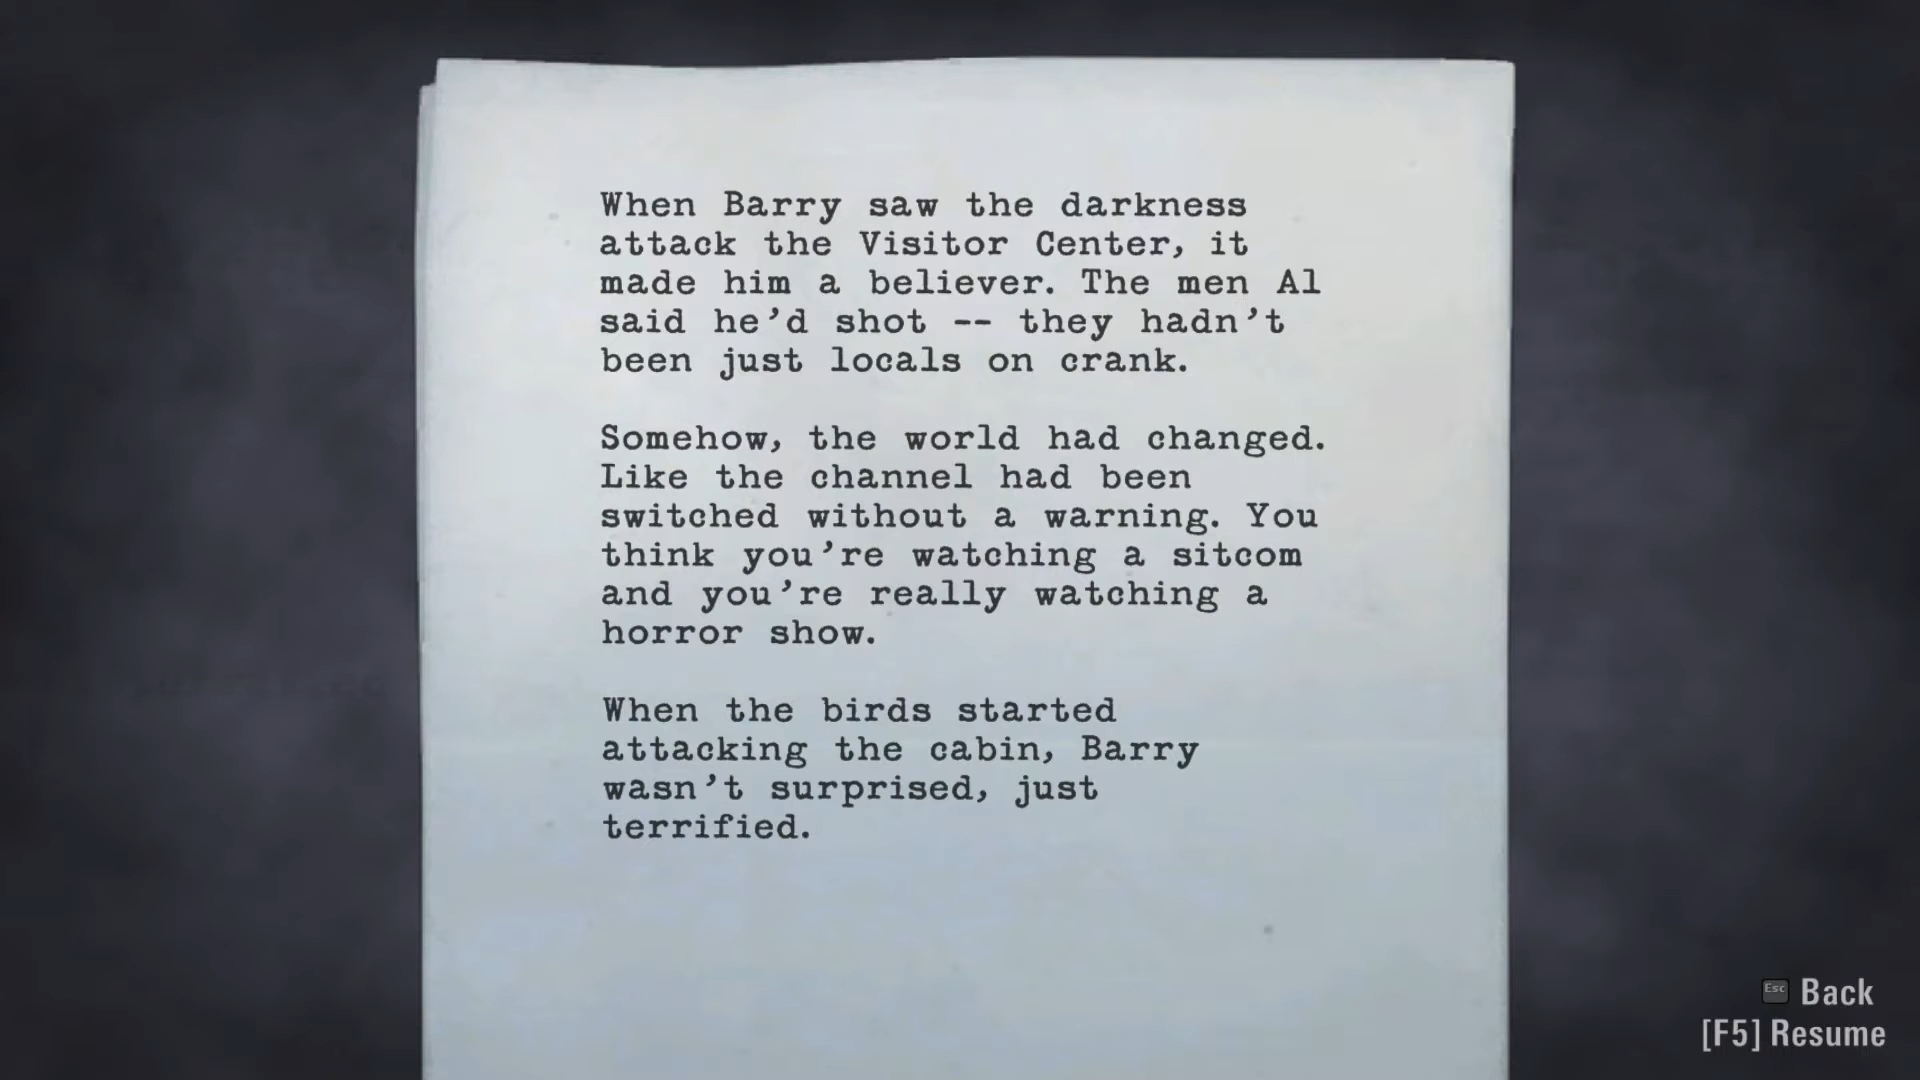 When Barry saw the darkness
attack the Visitor Center, it
made him a believer. The men Al
said he’d shot -- they hadn’t
been just locals on crank.
Somehow, the world had changed.
Like the channel had been
switched without a warning. You
think you’re watching a sitcom
and you’re really watching a
horror show.
When the birds started
attacking the cabin, Barry
wasn’t surprised, just
terrified.
Esc Back
[F5] Resume